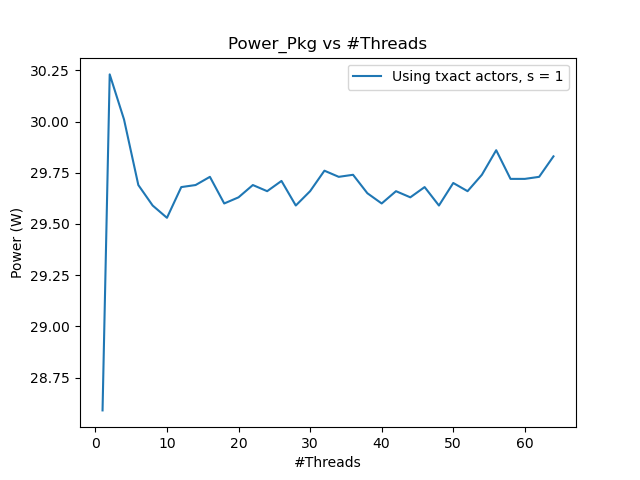 Power_Pkg vs #Threads
Using txact actors, s = 1
30.25
30.00
29.75
29.50
29.25
29.00
28.75
Power (W)
0 10 20 30 40 50 60
#Threads